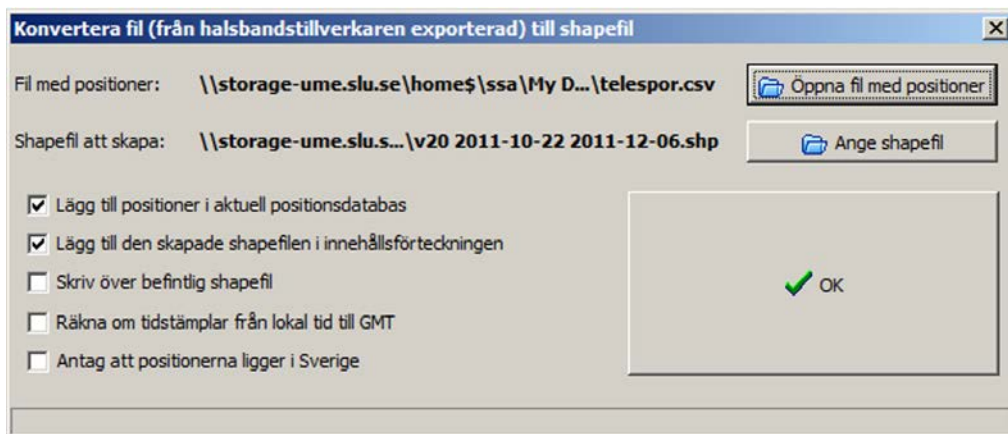 Konvertera fil (från halsbandstillverkaren exporterad) till shapefil
Fil med positioner: \\storage-ume.slu.se\home$\ssa\My D...\telespor.csv Öppna fil med positioner
Shapefil att skapa: \\storage-ume.slu.s...\v20 2011-10-22 2011-12-06.shp Ange shapefil
Lägg till positioner i aktuell positionsdatabas
Lägg till den skapade shapefilen i innehållsförteckningen
Skriv över befintlig shapefil
OK
Räkna om tidstämplar från lokal tid till GMT
Antag att positionerna ligger i Sverige